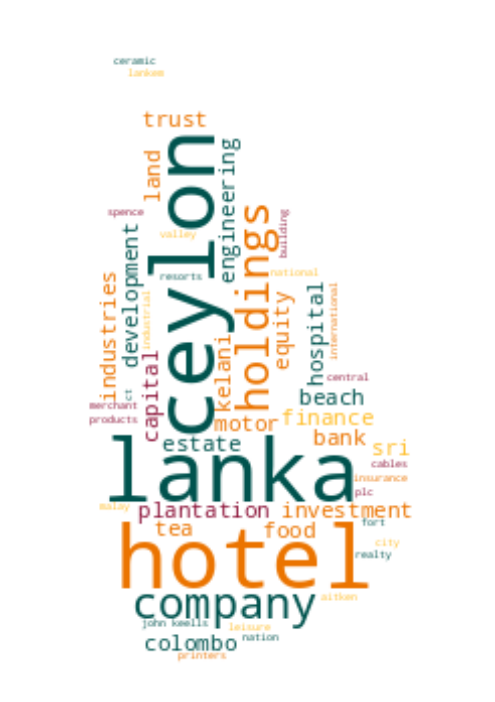 ceramic
lankem
trust
ceylon
engineering
land
spence
holdings
building
valley
development
resorts
national
industries
industrial
equity
hospital
international
kelani
capital
central
ct
beach
merchant
products
motor
finance
estate
bank
sri
lanka
cables
insurance
plc
malay
plantation
investment
tea
food
fort
hotel
city
realty
company
aitken
john keells
leisure
nation
colombo
printers